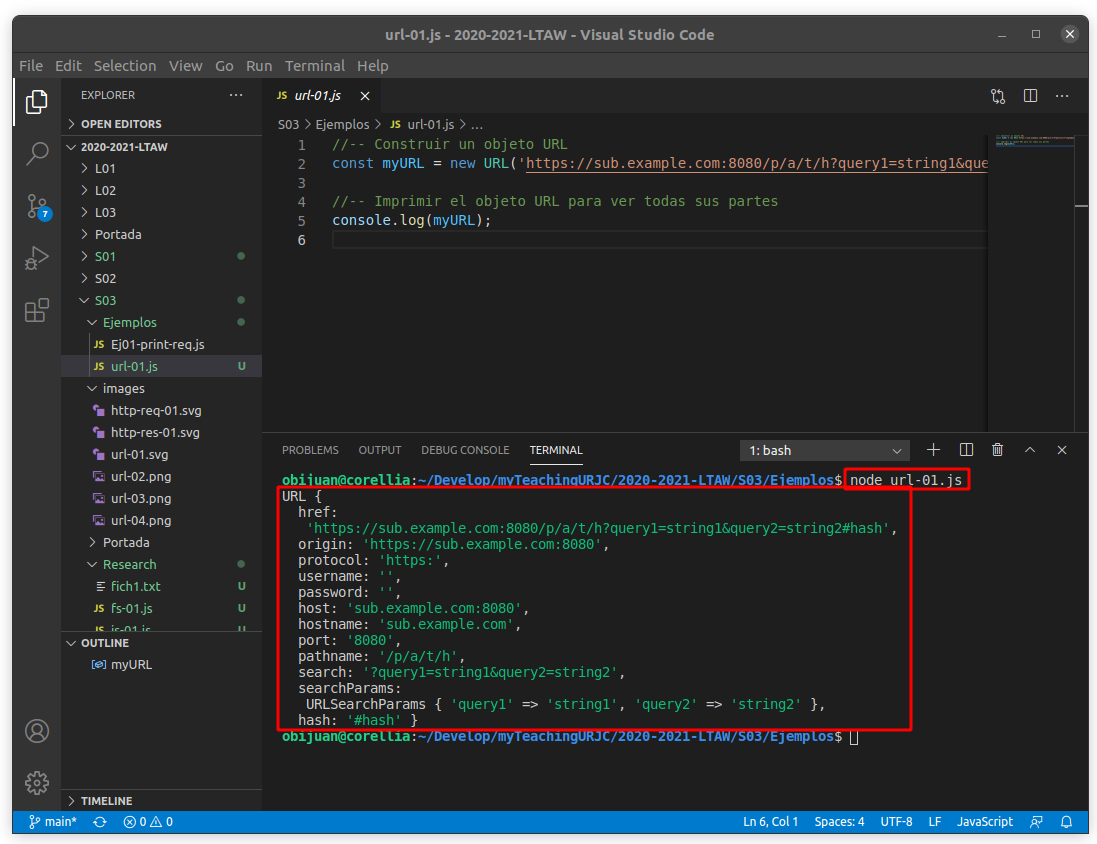 url-01.js - 2020-2021-LTAW - Visual Studio Code
File Edit Selection View Go Run Terminal Help
EXPLORER
OPEN EDITORS
2020-2021-LTAW
L01
L02
L03
Portada
S01
S02
S03
Ejemplos
JS Ej01-print-req.js
JS url-01.js U
images
http-req-01.svg
http-res-01.svg
url-01.svg
url-02.png
url-03.png
url-04.png
Portada
Research
fich1.txt U
JS fs-01.js U
JS js-01.js U
OUTLINE
myURL
TIMELINE
7
JS url-01.js
S03 > Ejemplos > JS url-01.js > ...
1 //-- Construir un objeto URL
2 const myURL = new URL('https://sub.example.com:8080/p/a/t/h?query1=string1&que
3
4 //-- Imprimir el objeto URL para ver todas sus partes
5 console.log(myURL);
6
PROBLEMS OUTPUT DEBUG CONSOLE TERMINAL 1: bash
obijuan@corellia:~/Develop/myTeachingURJC/2020-2021-LTAW/S03/Ejemplos$ node url-01.js
URL {
href:
'https://sub.example.com:8080/p/a/t/h?query1=string1&query2=string2#hash',
origin: 'https://sub.example.com:8080',
protocol: 'https:',
username: '',
password: '',
host: 'sub.example.com:8080',
hostname: 'sub.example.com',
port: '8080',
pathname: '/p/a/t/h',
search: '?query1=string1&query2=string2',
searchParams:
URLSearchParams { 'query1' => 'string1', 'query2' => 'string2' },
hash: '#hash' }
obijuan@corellia:~/Develop/myTeachingURJC/2020-2021-LTAW/S03/Ejemplos$
main* 0 0 Ln 6, Col 1 Spaces: 4 UTF-8 LF JavaScript